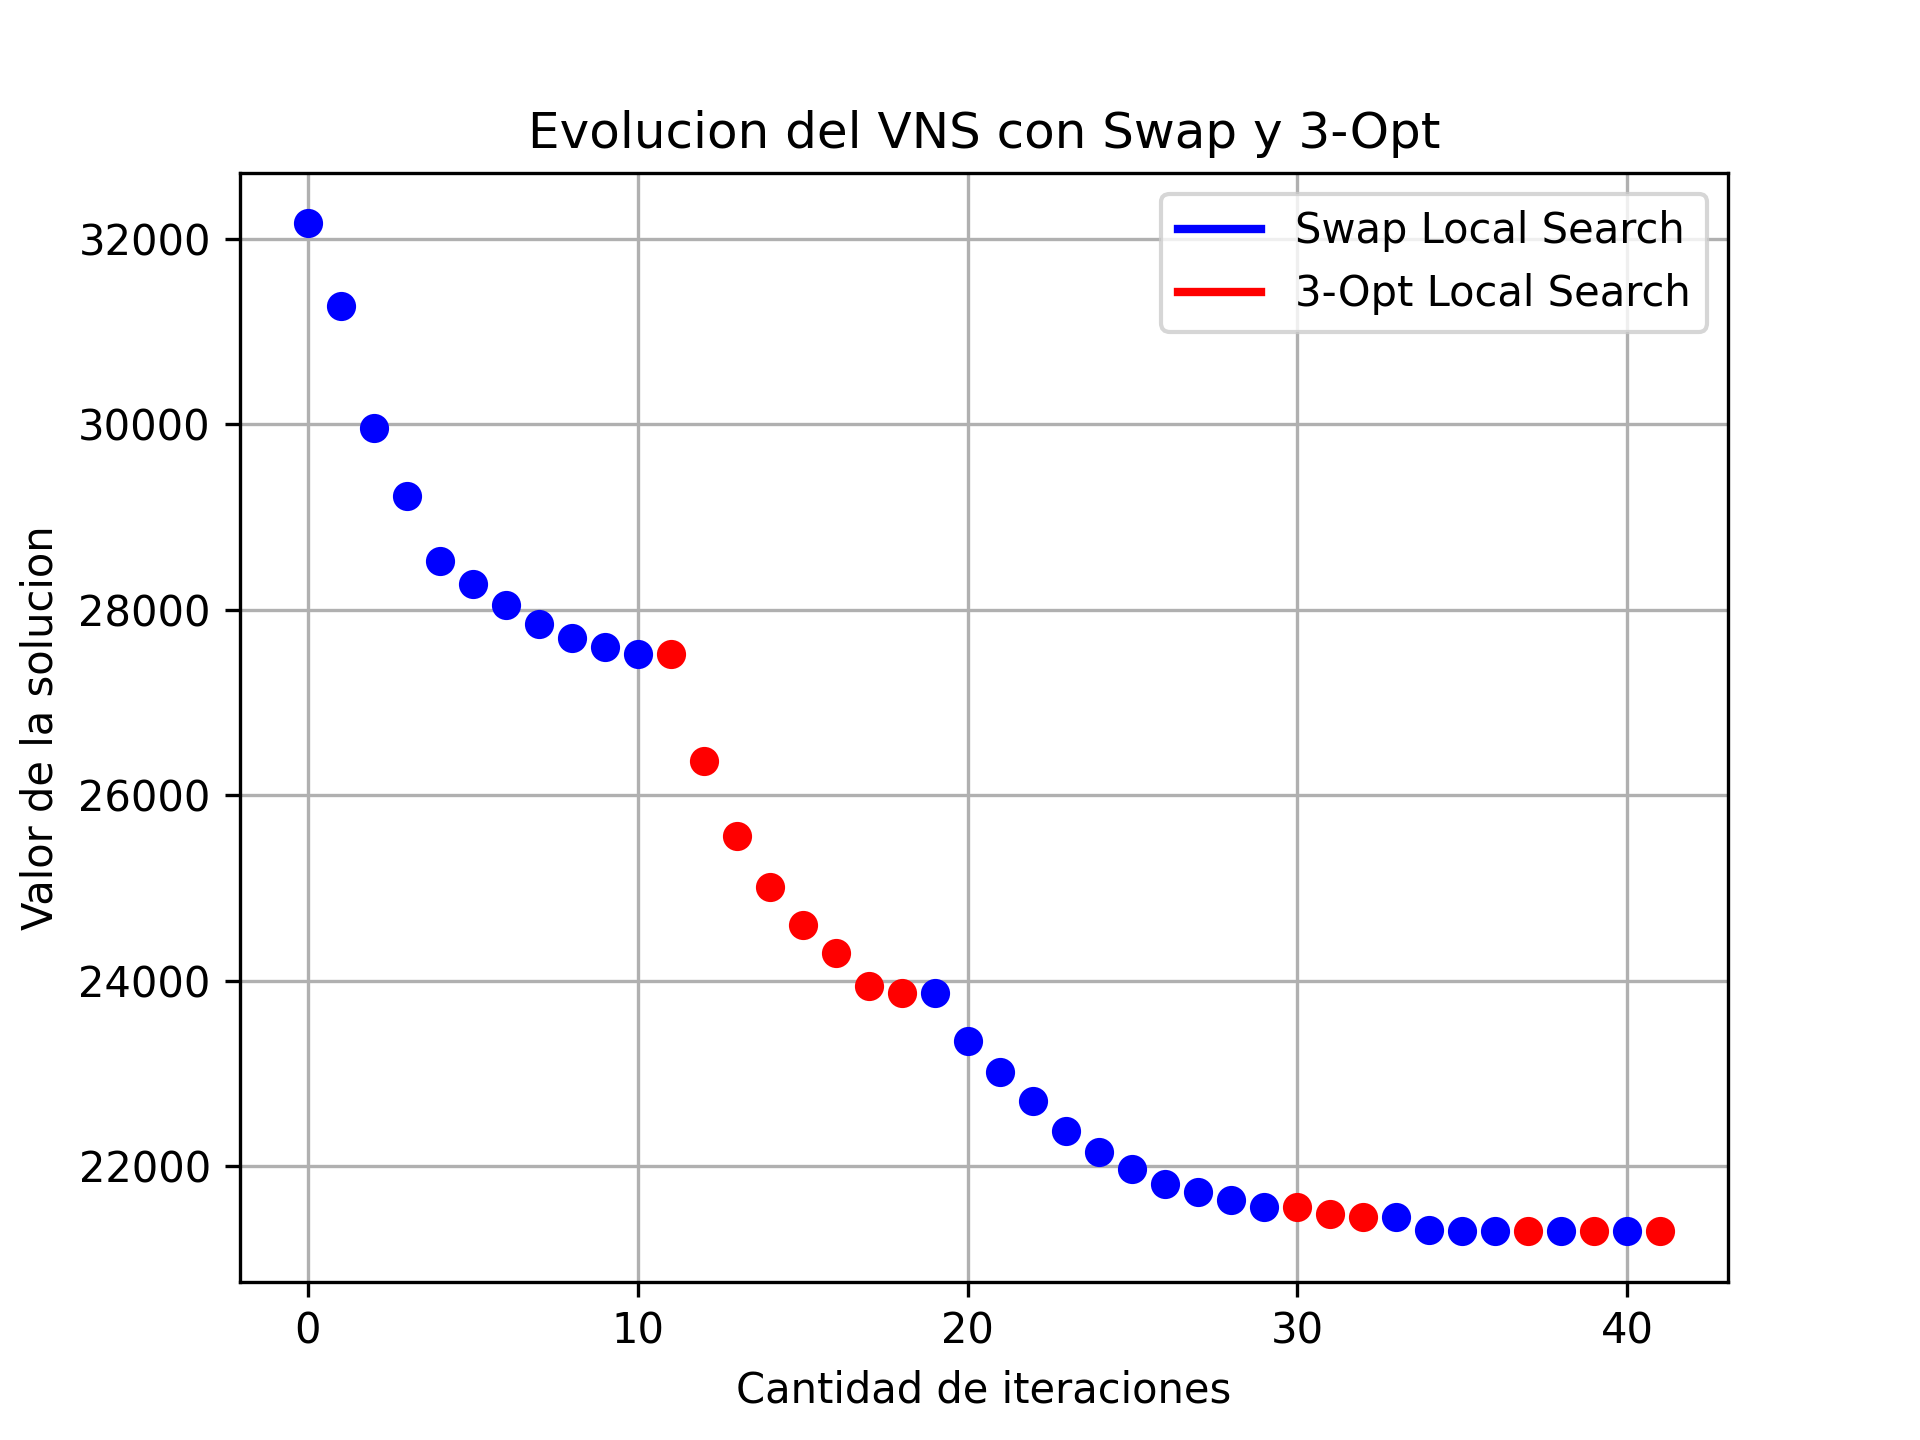 Evolucion del VNS con Swap y 3-Opt
Swap Local Search
3-Opt Local Search
32000
30000
28000
26000
24000
22000
Valor de la solucion
0 10 20 30 40
Cantidad de iteraciones